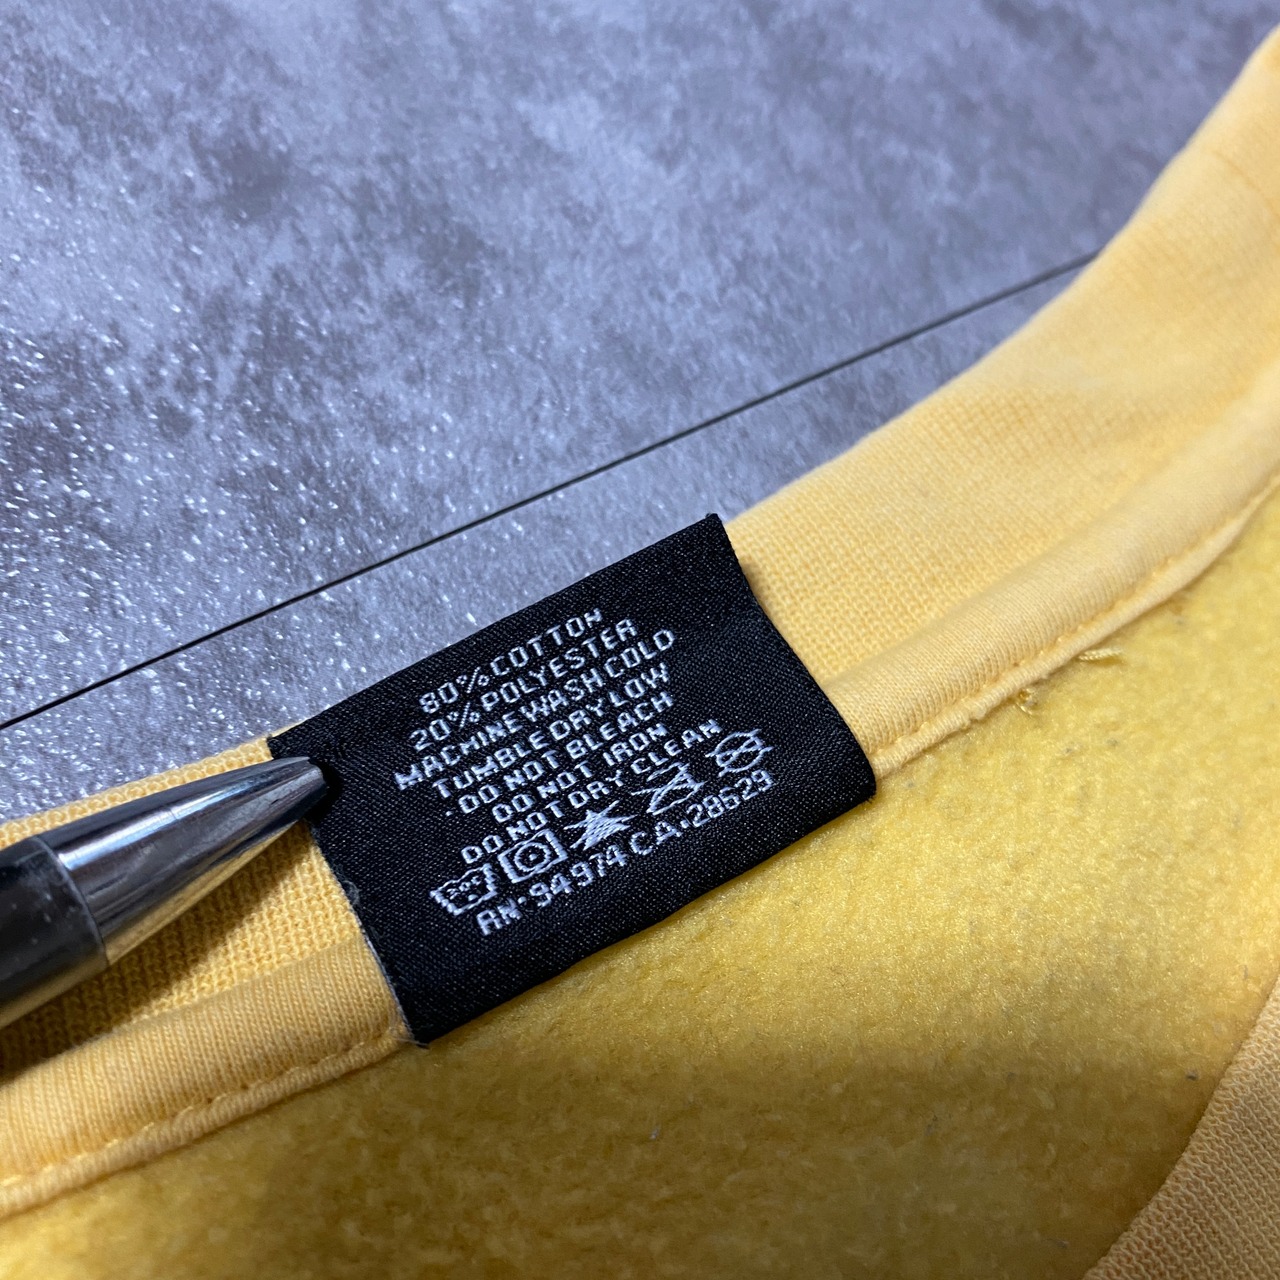 80% COTTON
20% POLYESTER
MACHINE WASH COLD
TUMBLE DRY LOW
DO NOT BLEACH
DO NOT IRON
DO NOT DRY CLEAN
RN·94974 CA·28629